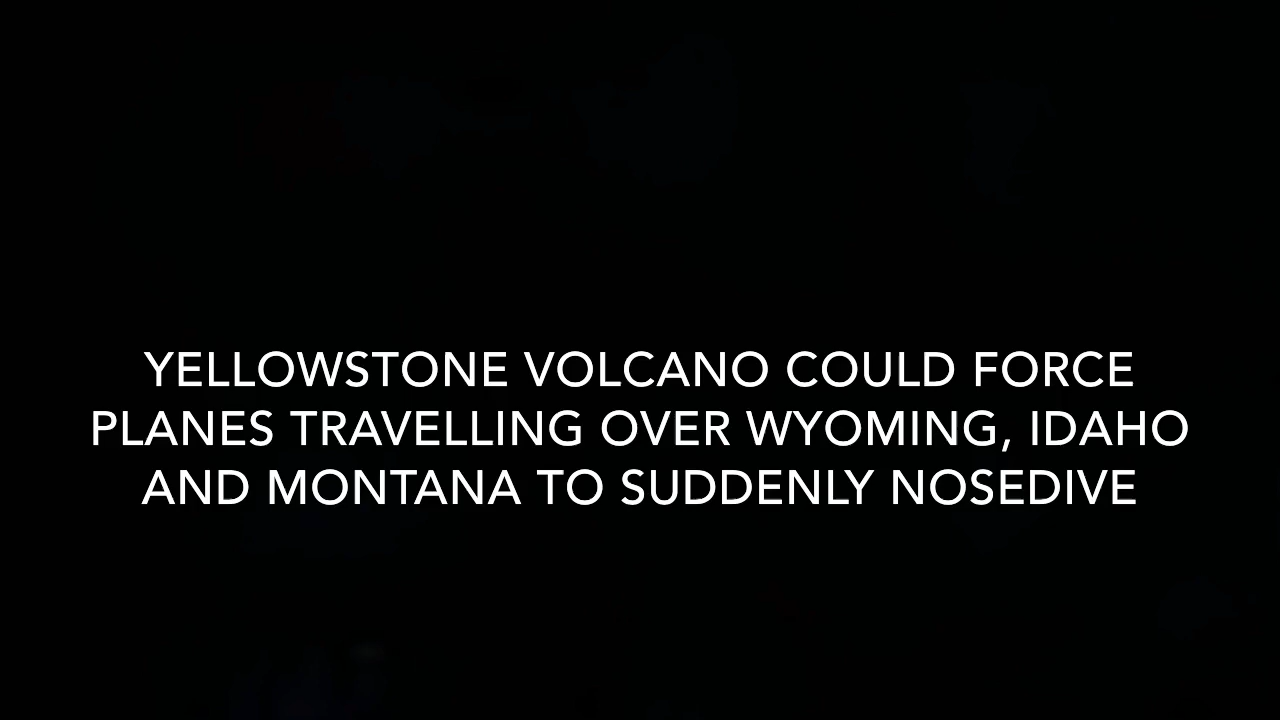 YELLOWSTONE VOLCANO COULD FORCE
PLANES TRAVELLING OVER WYOMING, IDAHO
AND MONTANA TO SUDDENLY NOSEDIVE